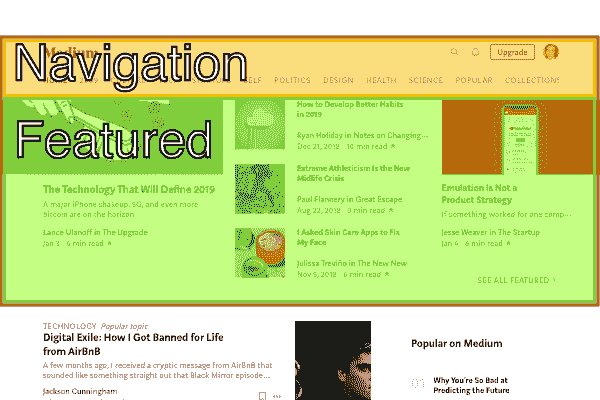 Medium
Upgrade
Navigation
SELF POLITICS DESIGN HEALTH SCIENCE POPULAR COLLECTIONS
Featured
The Technology That Will Define 2019
A major iPhone shakeup, 5G, and even more
bitcoin are on the horizon
Lance Ulanoff in The Upgrade
Jan 3 · 6 min read ★
How to Develop Better Habits
in 2019
Ryan Holiday in Notes on Changing...
Dec 21, 2018 · 10 min read ★
Extreme Athleticism Is the New
Midlife Crisis
Paul Flannery in Great Escape
Aug 22, 2018 · 9 min read ★
I Asked Skin Care Apps to Fix
My Face
Julissa Treviño in The New New
Nov 5, 2018 · 6 min read ★
Emulation is Not a
Product Strategy
If something worked for one comp...
Jesse Weaver in The Startup
Jan 4 · 6 min read ★
SEE ALL FEATURED >
TECHNOLOGY Popular topic
Digital Exile: How I Got Banned for Life
from AirBnB
A few months ago, I received a cryptic message from AirBnB that
sounded like something straight out that Black Mirror episode...
Jackson Cunningham
Popular on Medium
01
Why You're So Bad at
Predicting the Future